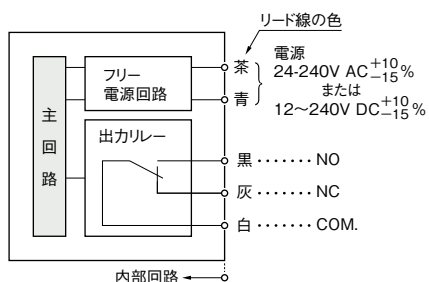 リード線の色
電源
24-240V AC+10−15%
または
12～240V DC+10−15%
フリー
電源回路
茶
青
主回路
出力リレー
黒 ······· NO
灰 ······· NC
白 ······· COM.
内部回路